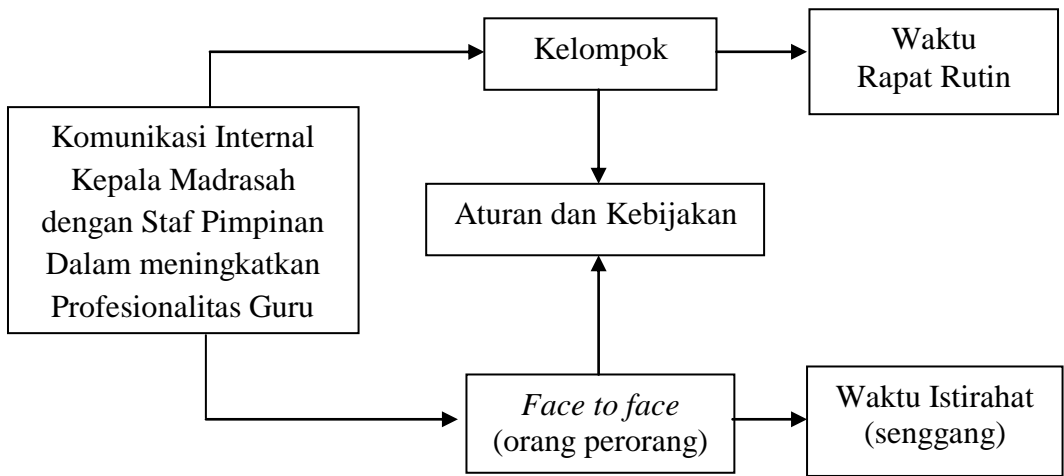 Kelompok
Waktu
Rapat Rutin
Komunikasi Internal
Kepala Madrasah
dengan Staf Pimpinan
Dalam meningkatkan
Profesionalitas Guru
Aturan dan Kebijakan
Face to face
(orang perorang)
Waktu Istirahat
(senggang)